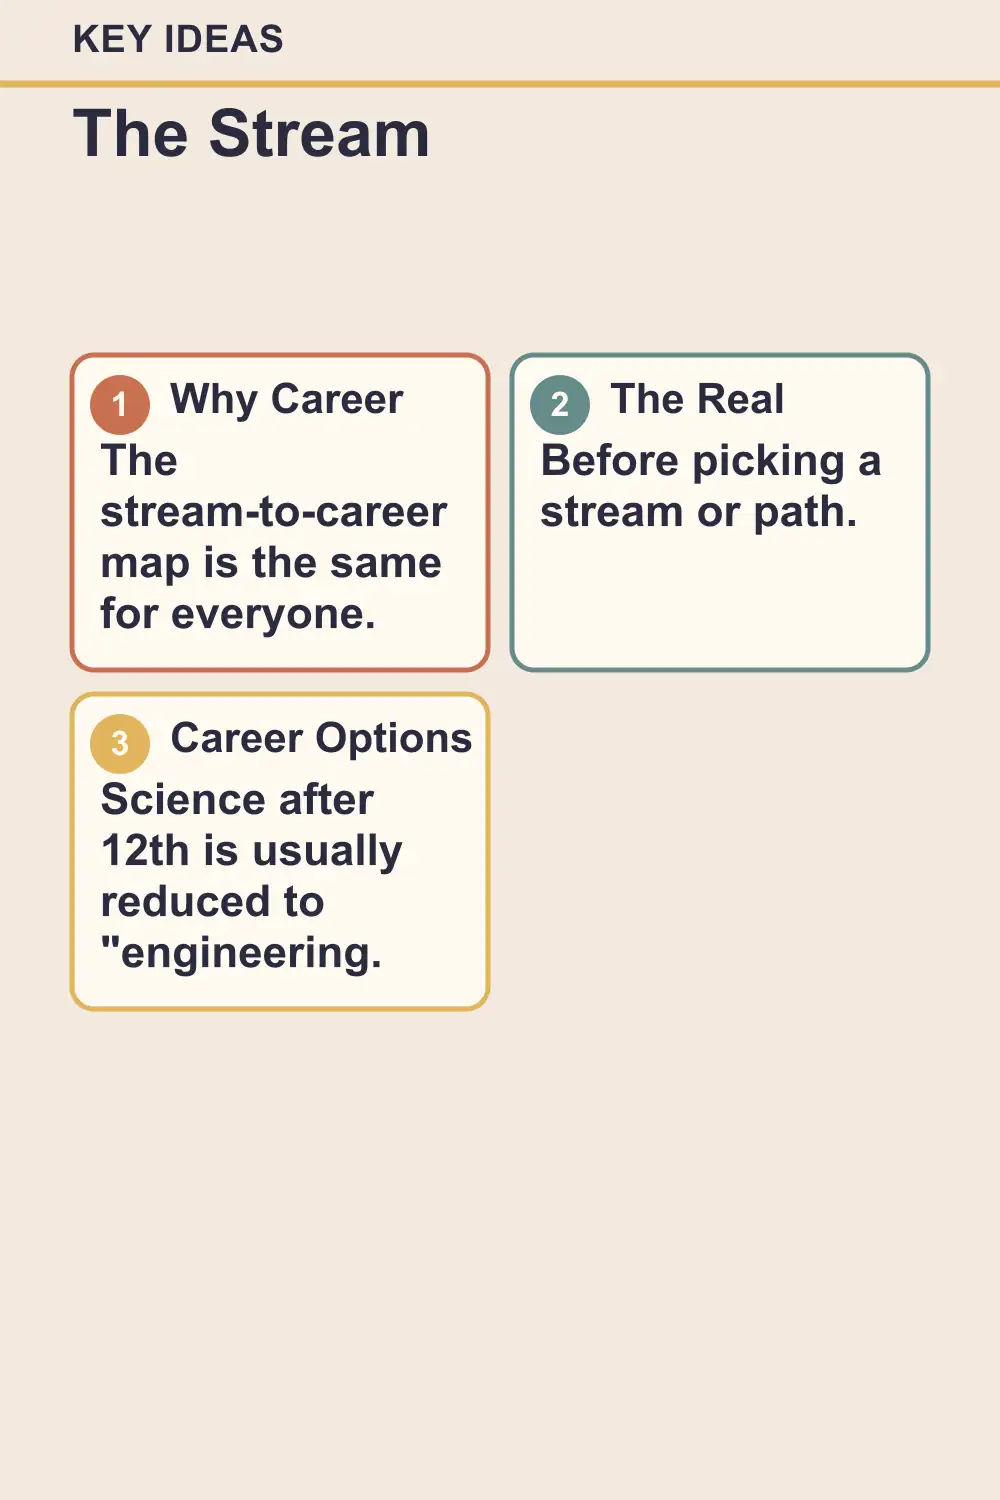 KEY IDEAS
The Stream
1 Why Career
The
stream-to-career
map is the same
for everyone.
2 The Real
Before picking a
stream or path.
3 Career Options
Science after
12th is usually
reduced to
"engineering.